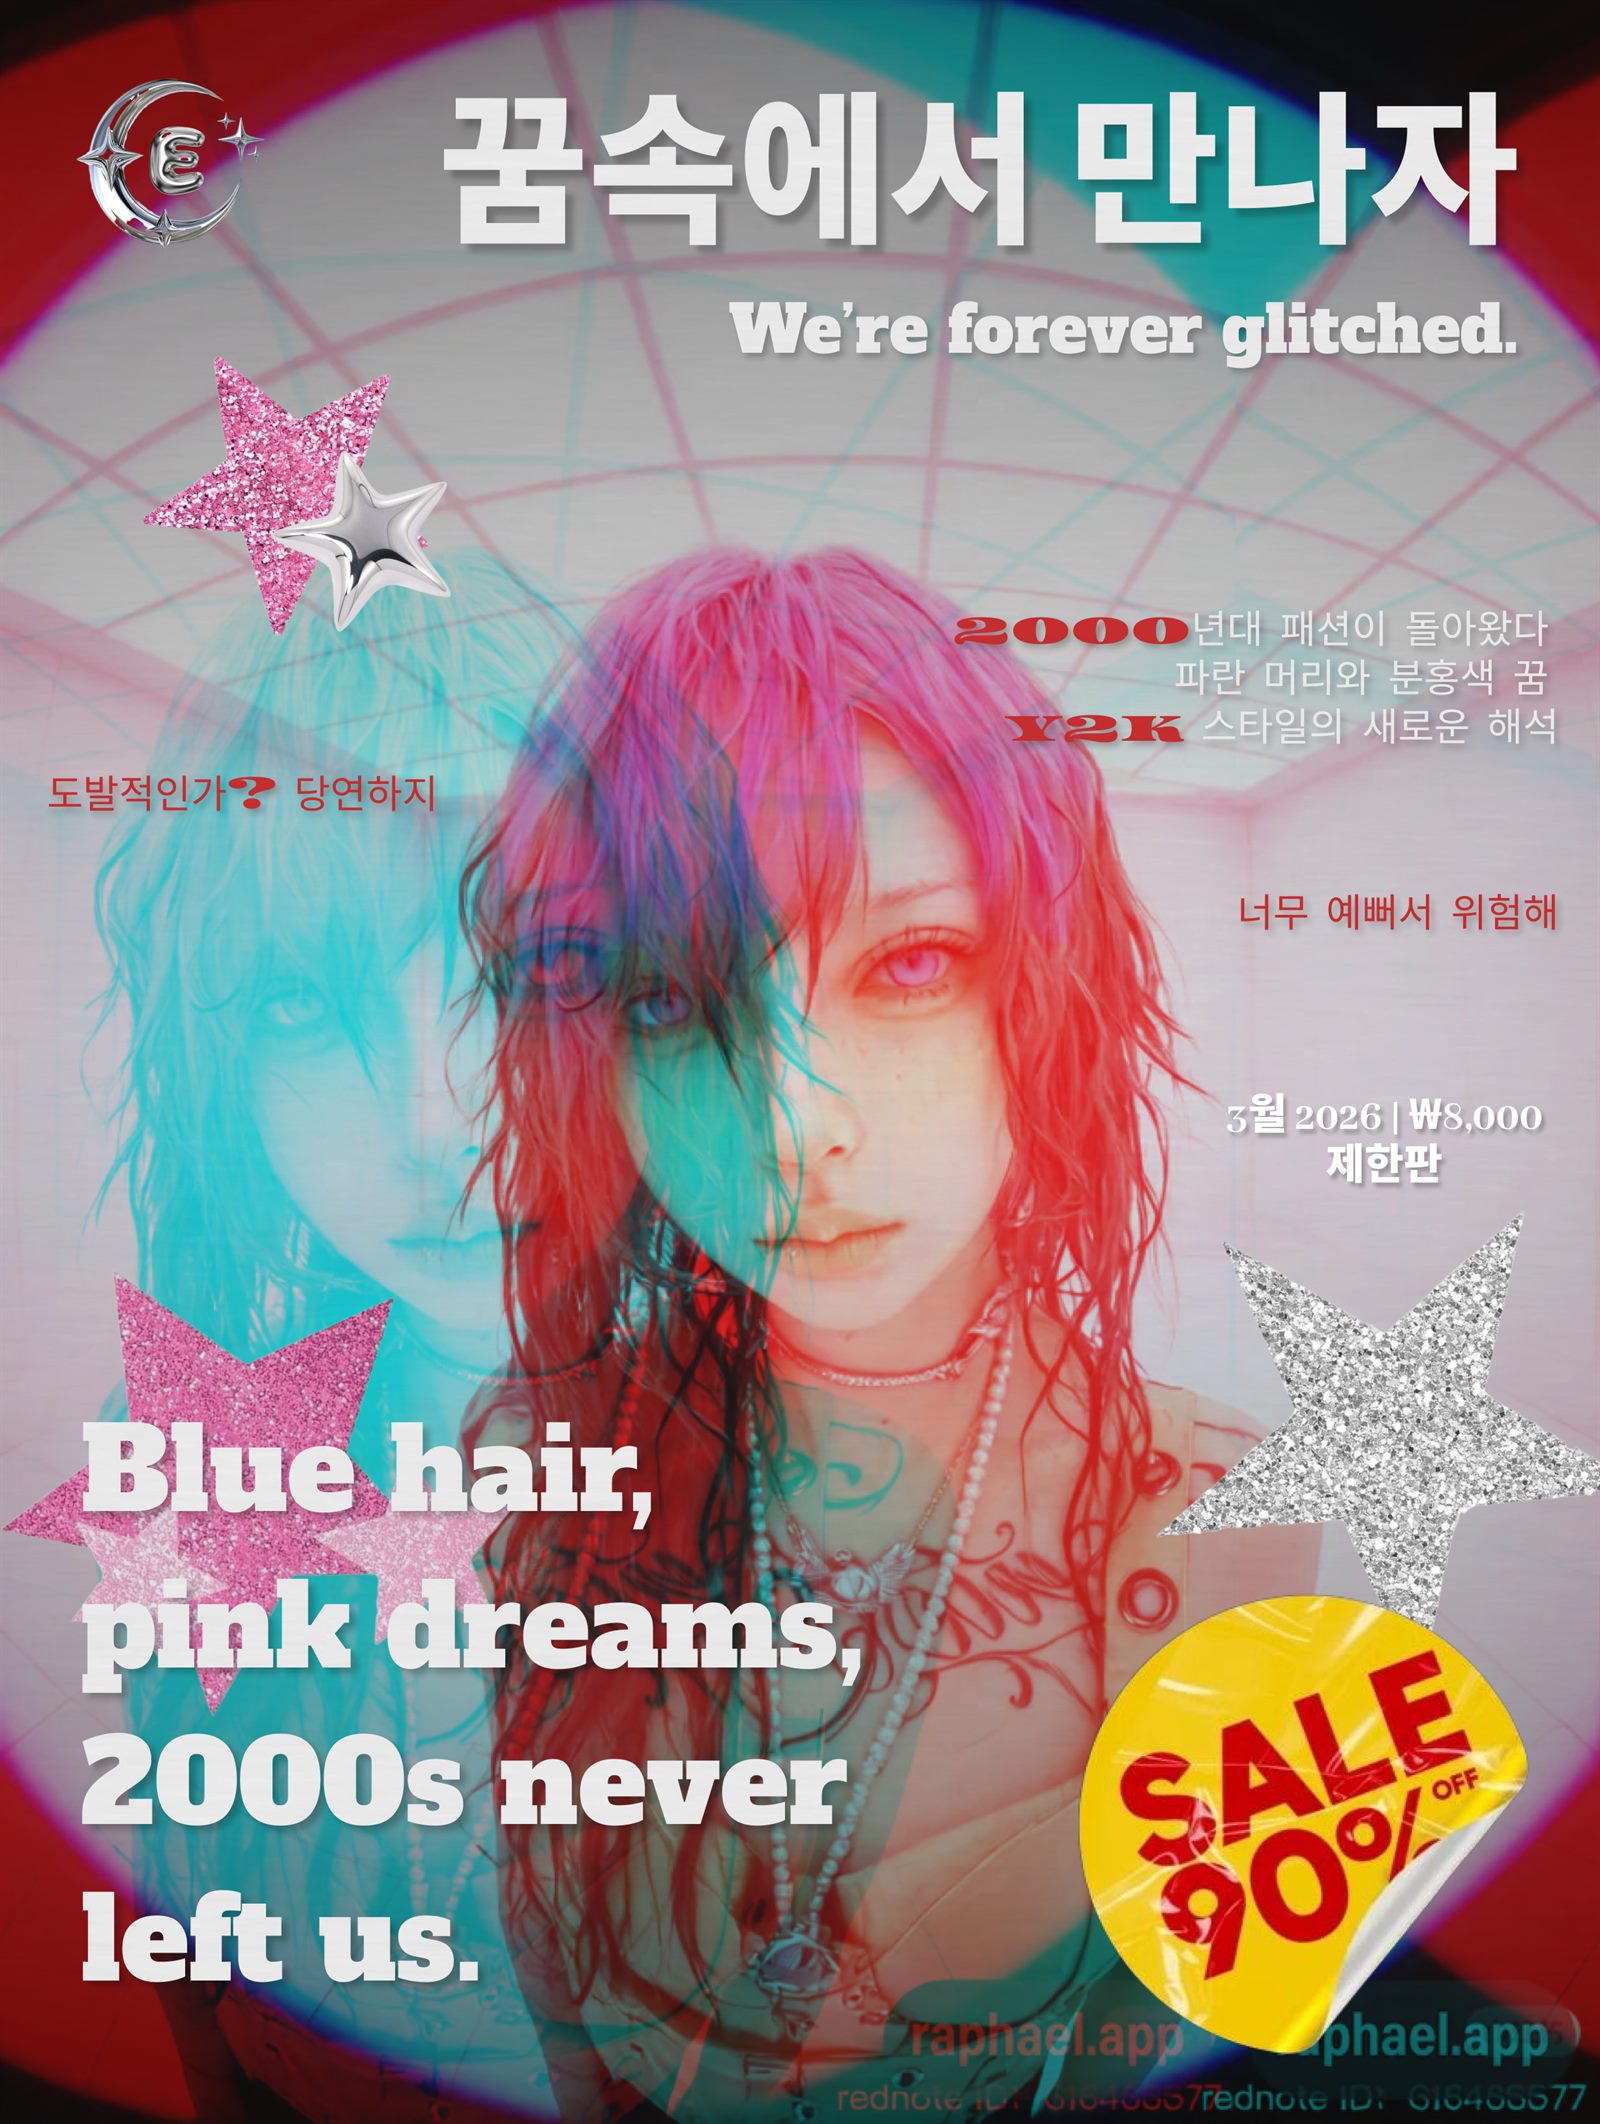 E
꿈속에서 만나자
We're forever glitched.
2000년대 패션이 돌아왔다
파란 머리와 분홍색 꿈
Y2K 스타일의 새로운 해석
도발적인가? 당연하지
너무 예뻐서 위험해
3월 2026 | ₩8,000
제한판
Blue hair,
pink dreams,
2000s never
left us.
SALE
90% OFF
raphael.app
phael.app
rednote ID:
rednote ID: